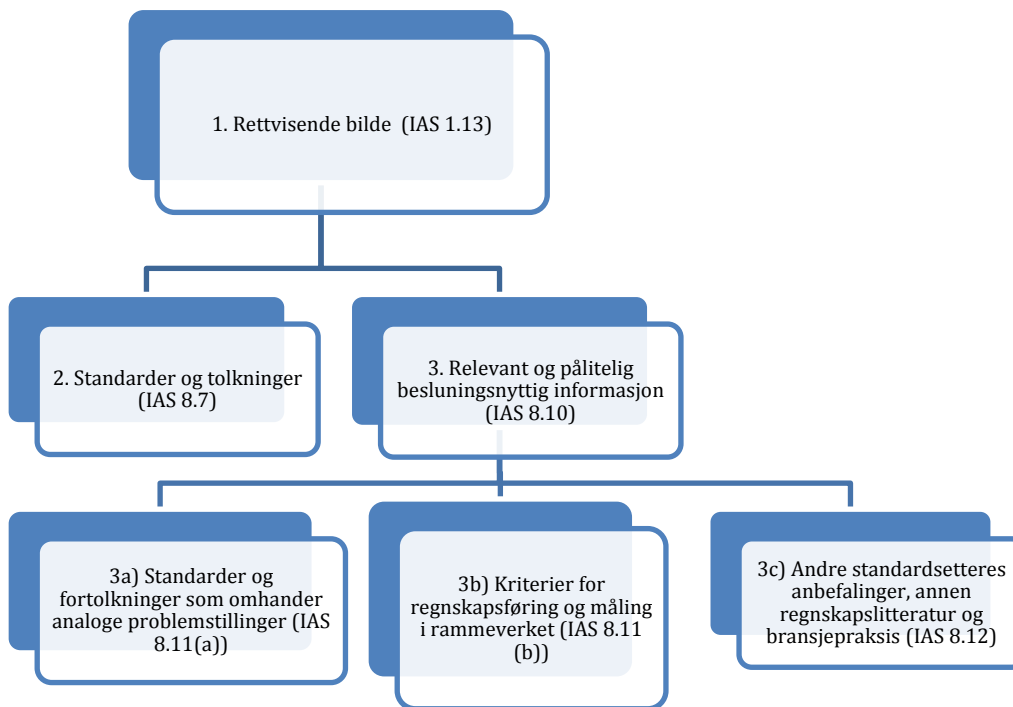 1. Rettvisende bilde (IAS 1.13)
2. Standarder og tolkninger
(IAS 8.7)
3. Relevant og pålitelig
besluningsnyttig informasjon
(IAS 8.10)
3a) Standarder og
fortolkninger som omhander
analoge problemstillinger (IAS
8.11(a))
3b) Kriterier for
regnskapsføring og måling
i rammeverket (IAS 8.11
(b))
3c) Andre standardsetteres
anbefalinger, annen
regnskapslitteratur og
bransjepraksis (IAS 8.12)